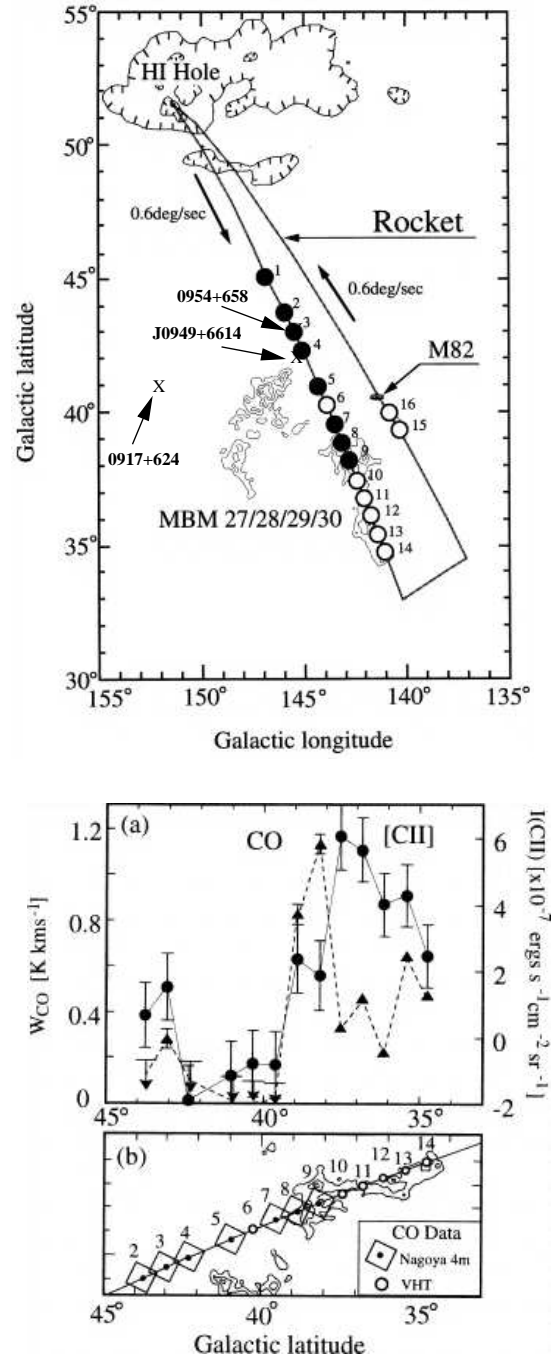 55°
HI Hole
50°
0.6deg/sec
Rocket
45°
1
0.6deg/sec
0954+658
2
3
J0949+6614
4
X
M82
5
X
6
16
40°
7
15
8
0917+624
9
10
11
MBM 27/28/29/30
12
13
35°
14
30°
155° 150° 145° 140° 135°
Galactic latitude
Galactic longitude
(a)
CO [CII]
1.2 6
4
0.8
2
0.4
0
0 -2
45° 40° 35°
W_CO [K kms⁻¹]
I(CII) [x10⁻⁷ ergs s⁻¹cm⁻² sr⁻¹]
(b)
14
13
12
11
10
9
8
7
6
5
4
3
2
CO Data
Nagoya 4m
VHT
45° 40° 35°
Galactic latitude